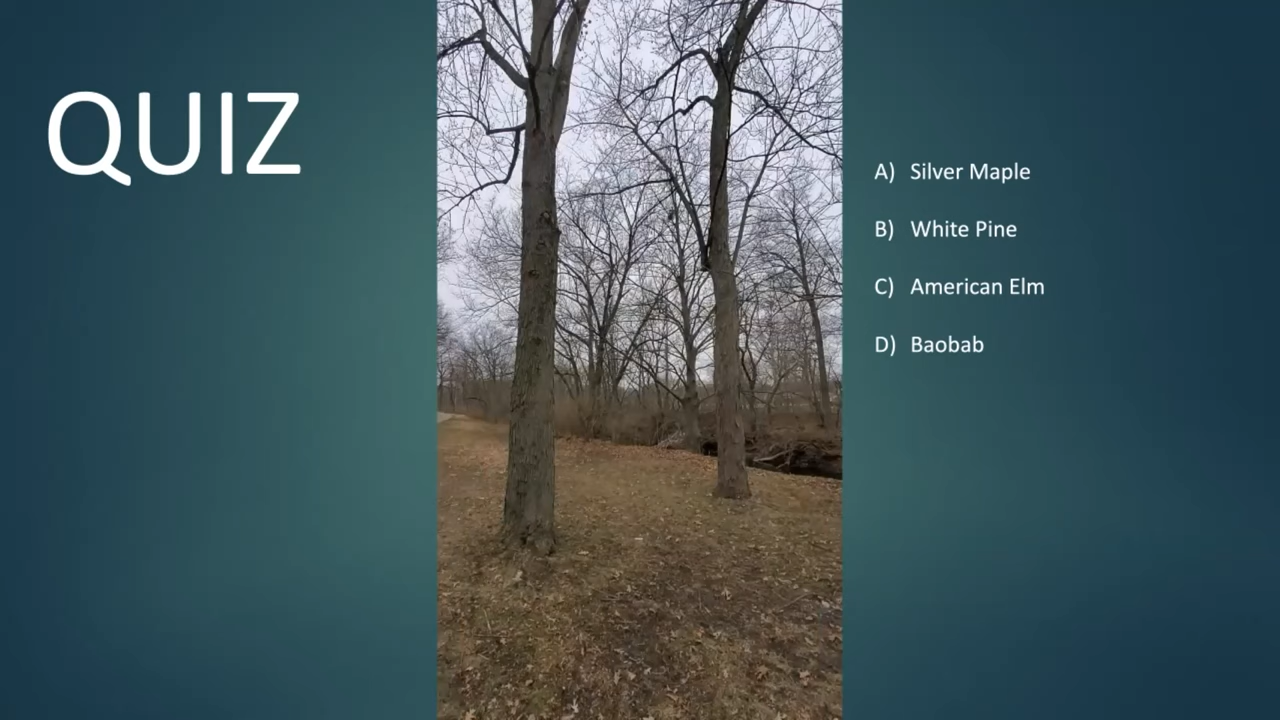 QUIZ
A) Silver Maple
B) White Pine
C) American Elm
D) Baobab